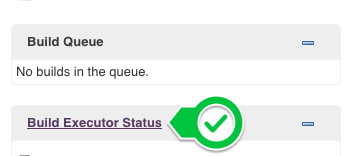 Build Queue
No builds in the queue.
Build Executor Status